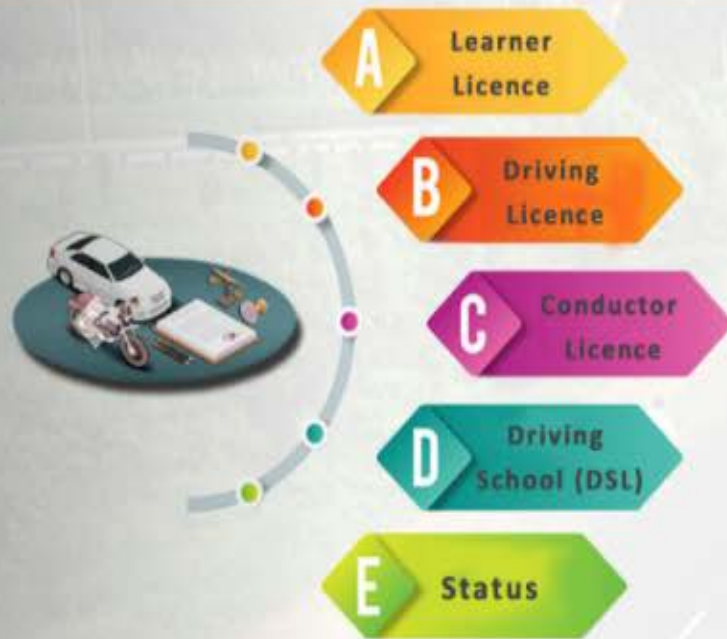 A
Learner
Licence
B
Driving
Licence
C
Conductor
Licence
D
Driving
School (DSL)
E
Status